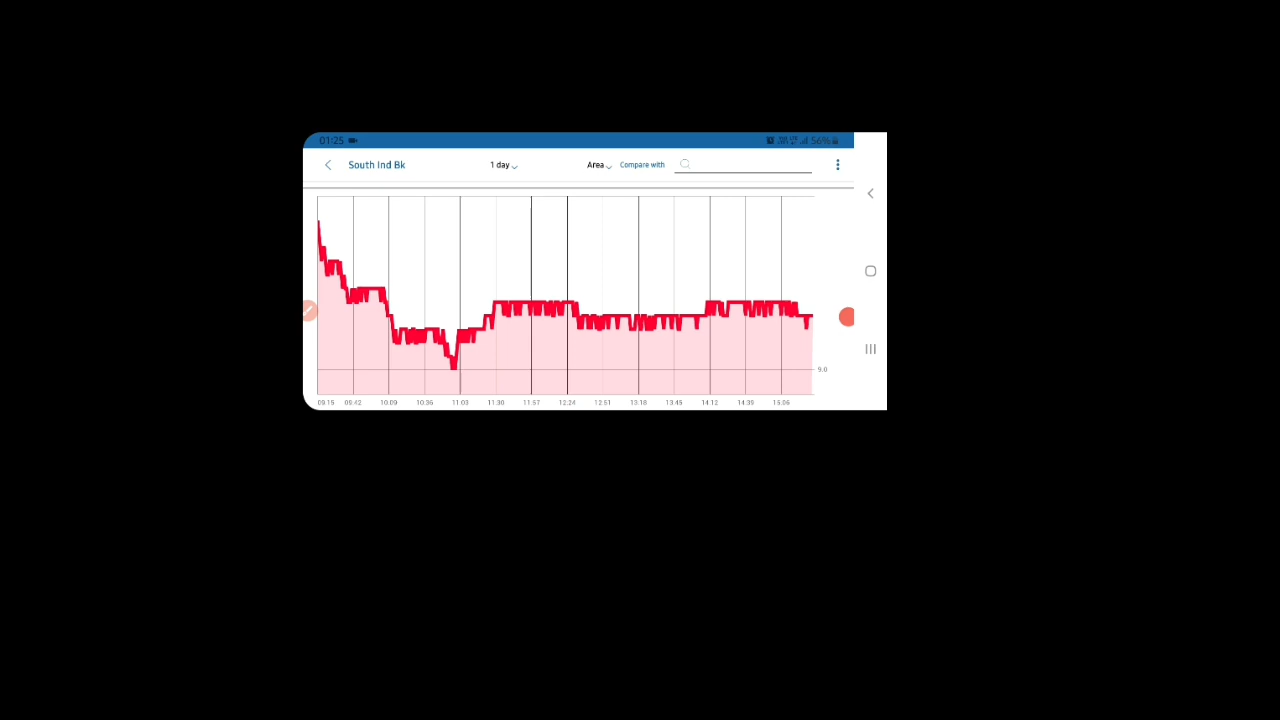 01:25 56%
South Ind Bk 1 day Area Compare with
9.0
09.15 09:42 10.09 10.36 11:03 11.30 11.57 12.24 12.51 13.18 13.45 14.12 14:39 15:06